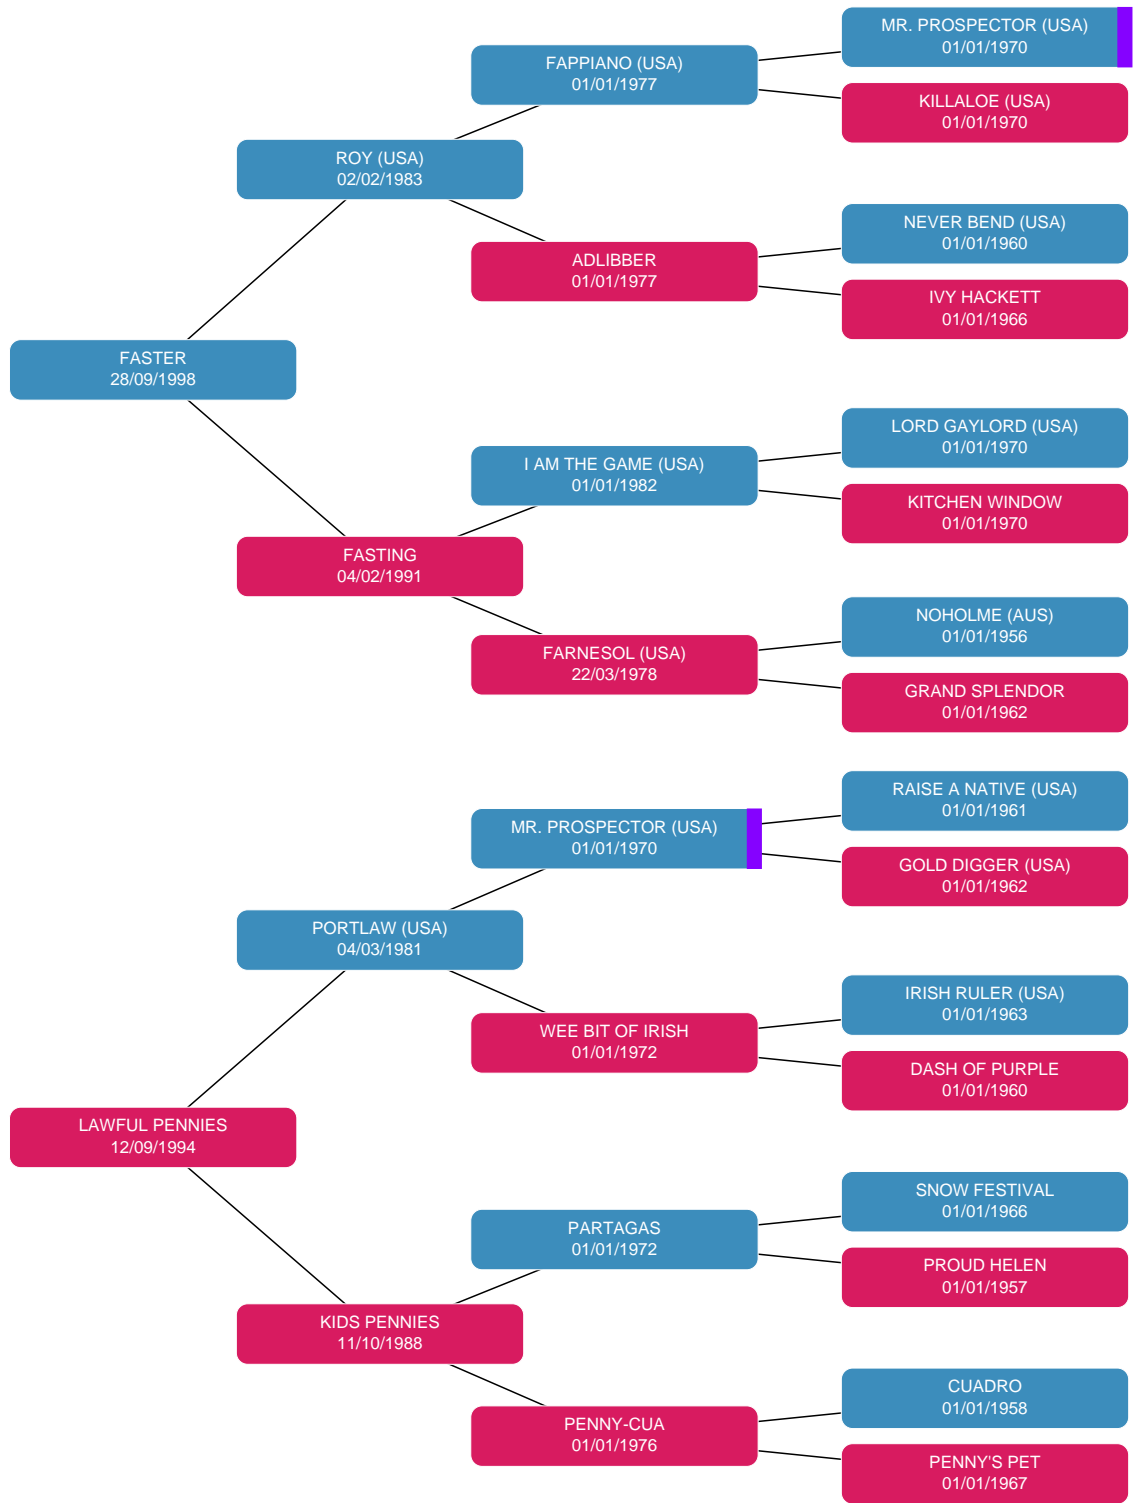 MR. PROSPECTOR (USA)
01/01/1970
FAPPIANO (USA)
01/01/1977
KILLALOE (USA)
01/01/1970
ROY (USA)
02/02/1983
NEVER BEND (USA)
01/01/1960
ADLIBBER
01/01/1977
IVY HACKETT
01/01/1966
FASTER
28/09/1998
LORD GAYLORD (USA)
01/01/1970
I AM THE GAME (USA)
01/01/1982
KITCHEN WINDOW
01/01/1970
FASTING
04/02/1991
NOHOLME (AUS)
01/01/1956
FARNESOL (USA)
22/03/1978
GRAND SPLENDOR
01/01/1962
RAISE A NATIVE (USA)
01/01/1961
MR. PROSPECTOR (USA)
01/01/1970
GOLD DIGGER (USA)
01/01/1962
PORTLAW (USA)
04/03/1981
IRISH RULER (USA)
01/01/1963
WEE BIT OF IRISH
01/01/1972
DASH OF PURPLE
01/01/1960
LAWFUL PENNIES
12/09/1994
SNOW FESTIVAL
01/01/1966
PARTAGAS
01/01/1972
PROUD HELEN
01/01/1957
KIDS PENNIES
11/10/1988
CUADRO
01/01/1958
PENNY-CUA
01/01/1976
PENNY'S PET
01/01/1967